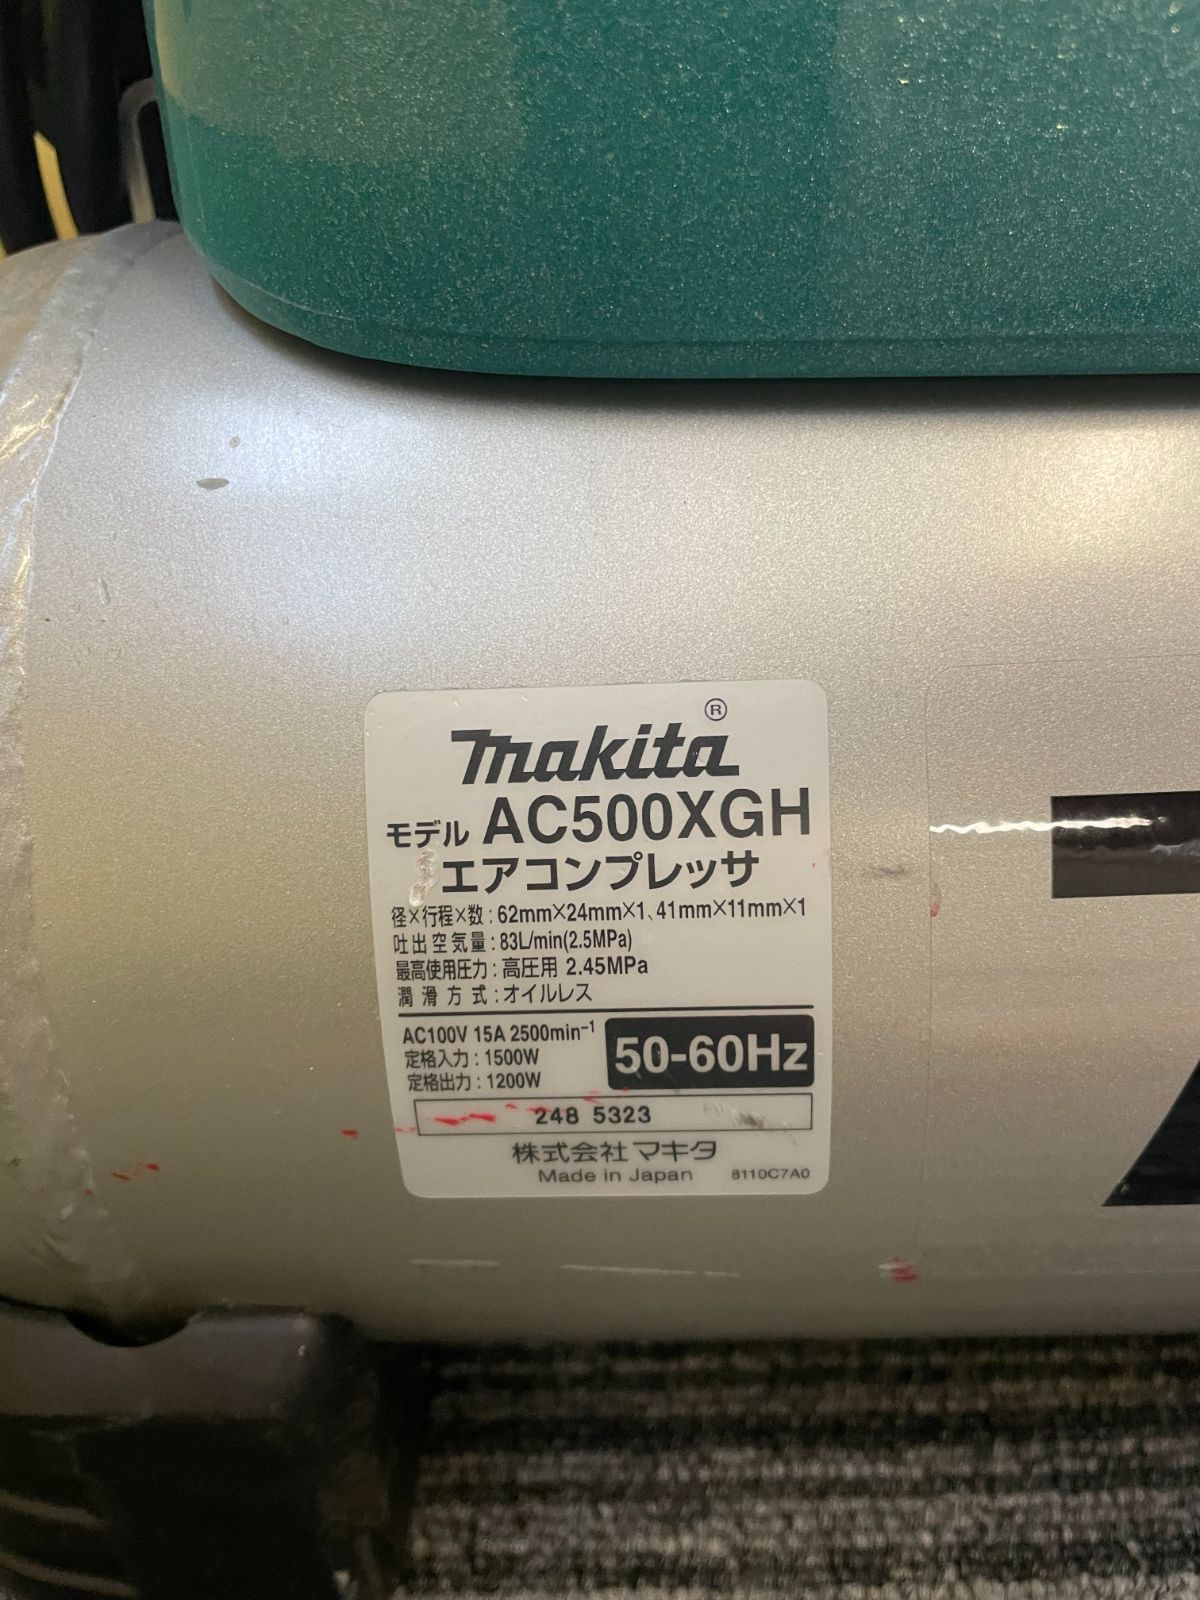 makita®
モデル AC500XGH
エアコンプレッサ
径×行程×数:62mm×24mm×1、41mm×11mm×1
吐出空気量:83L/min(2.5MPa)
最高使用圧力:高圧用 2.45MPa
潤滑方式:オイルレス
AC100V 15A 2500min⁻¹
定格入力:1500W
定格出力:1200W
50-60Hz
248 5323
株式会社マキタ
Made in Japan 8110C7A0